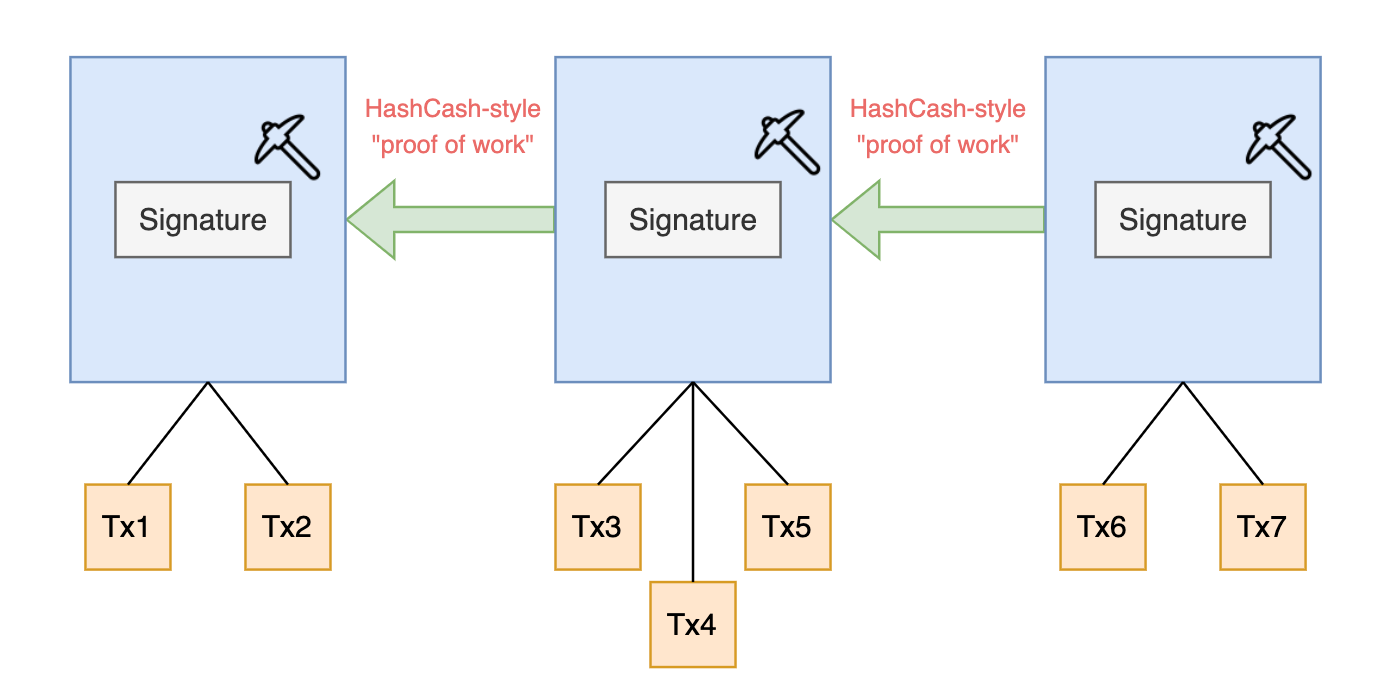 HashCash-style
"proof of work"
HashCash-style
"proof of work"
Signature
Signature
Signature
Tx1
Tx2
Tx3
Tx5
Tx6
Tx7
Tx4